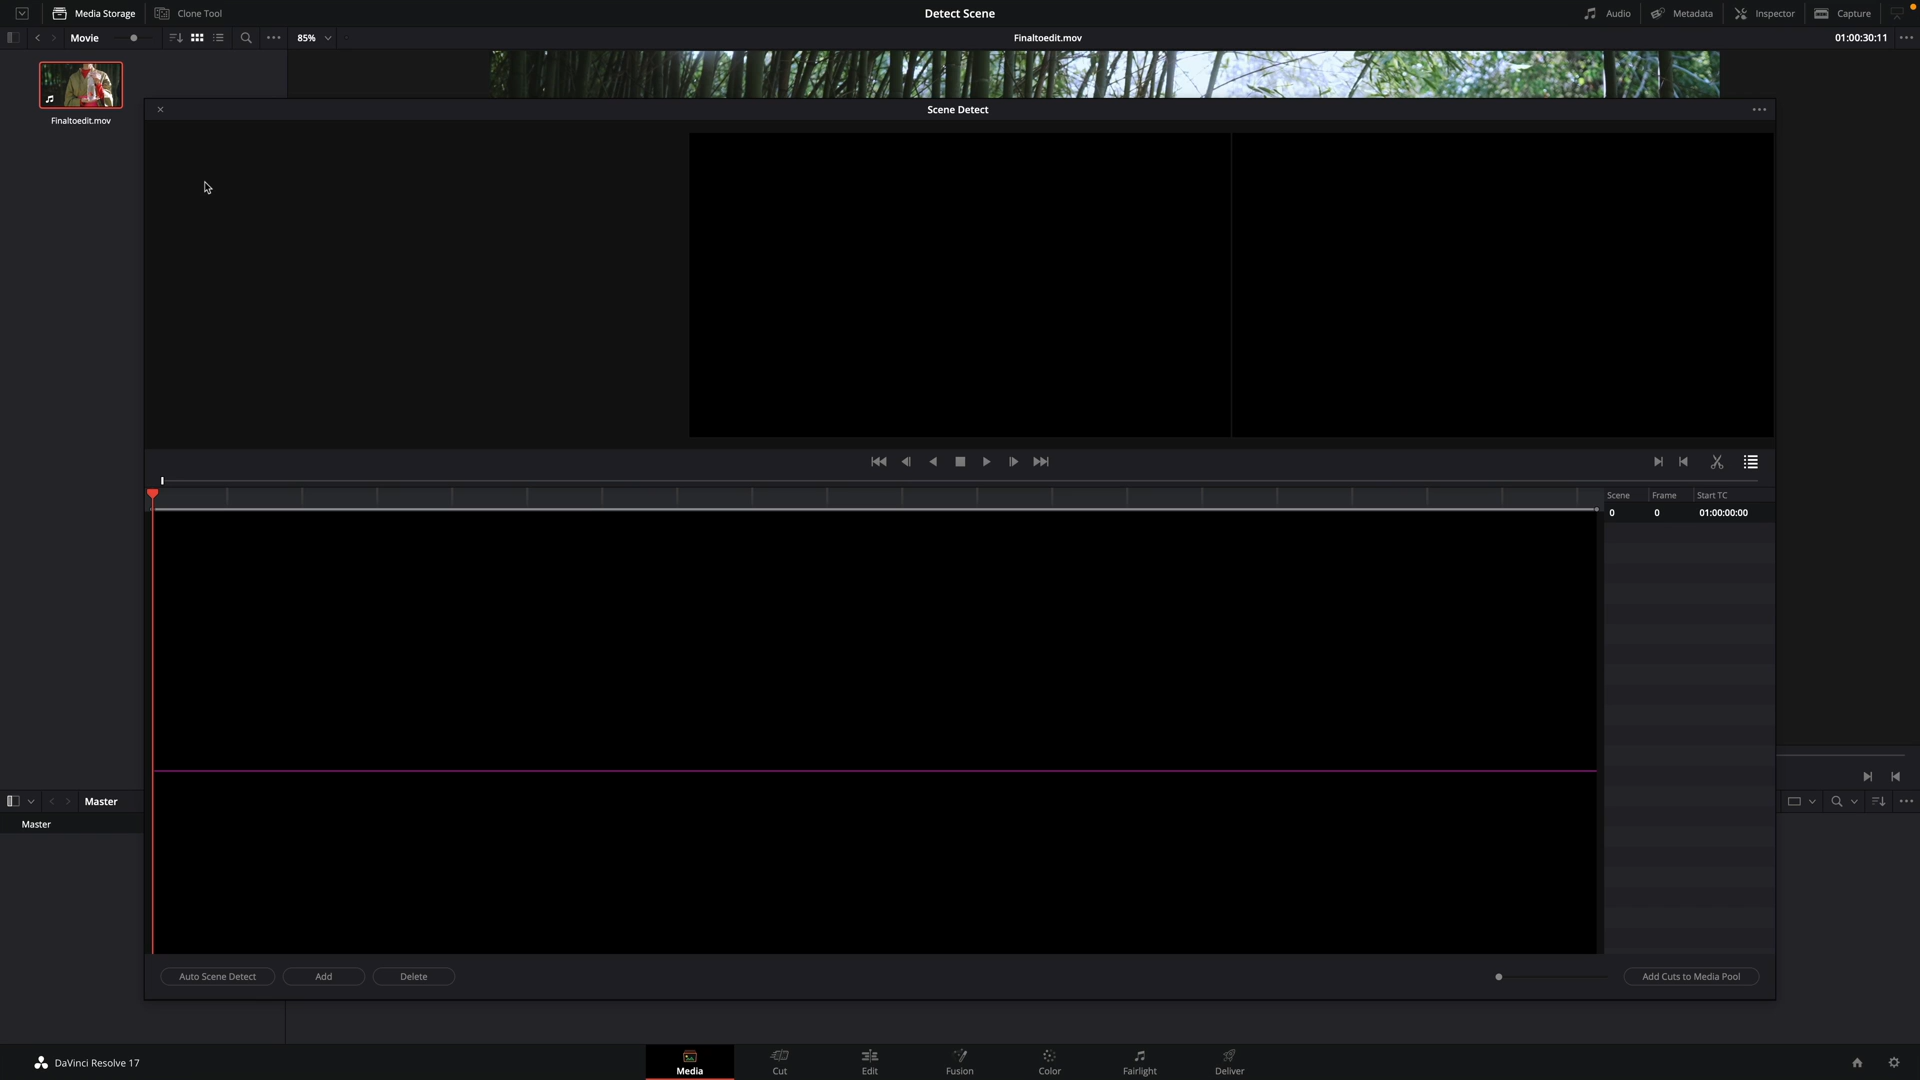 Media Storage
Clone Tool
Detect Scene
Audio
Metadata
Inspector
Capture
Movie
85%
Finaltoedit.mov
01:00:30:11
Finaltoedit.mov
Scene Detect
Scene Frame Start TC
0 0 01:00:00:00
Master
Master
Auto Scene Detect
Add
Delete
Add Cuts to Media Pool
DaVinci Resolve 17
Media
Cut
Edit
Fusion
Color
Fairlight
Deliver